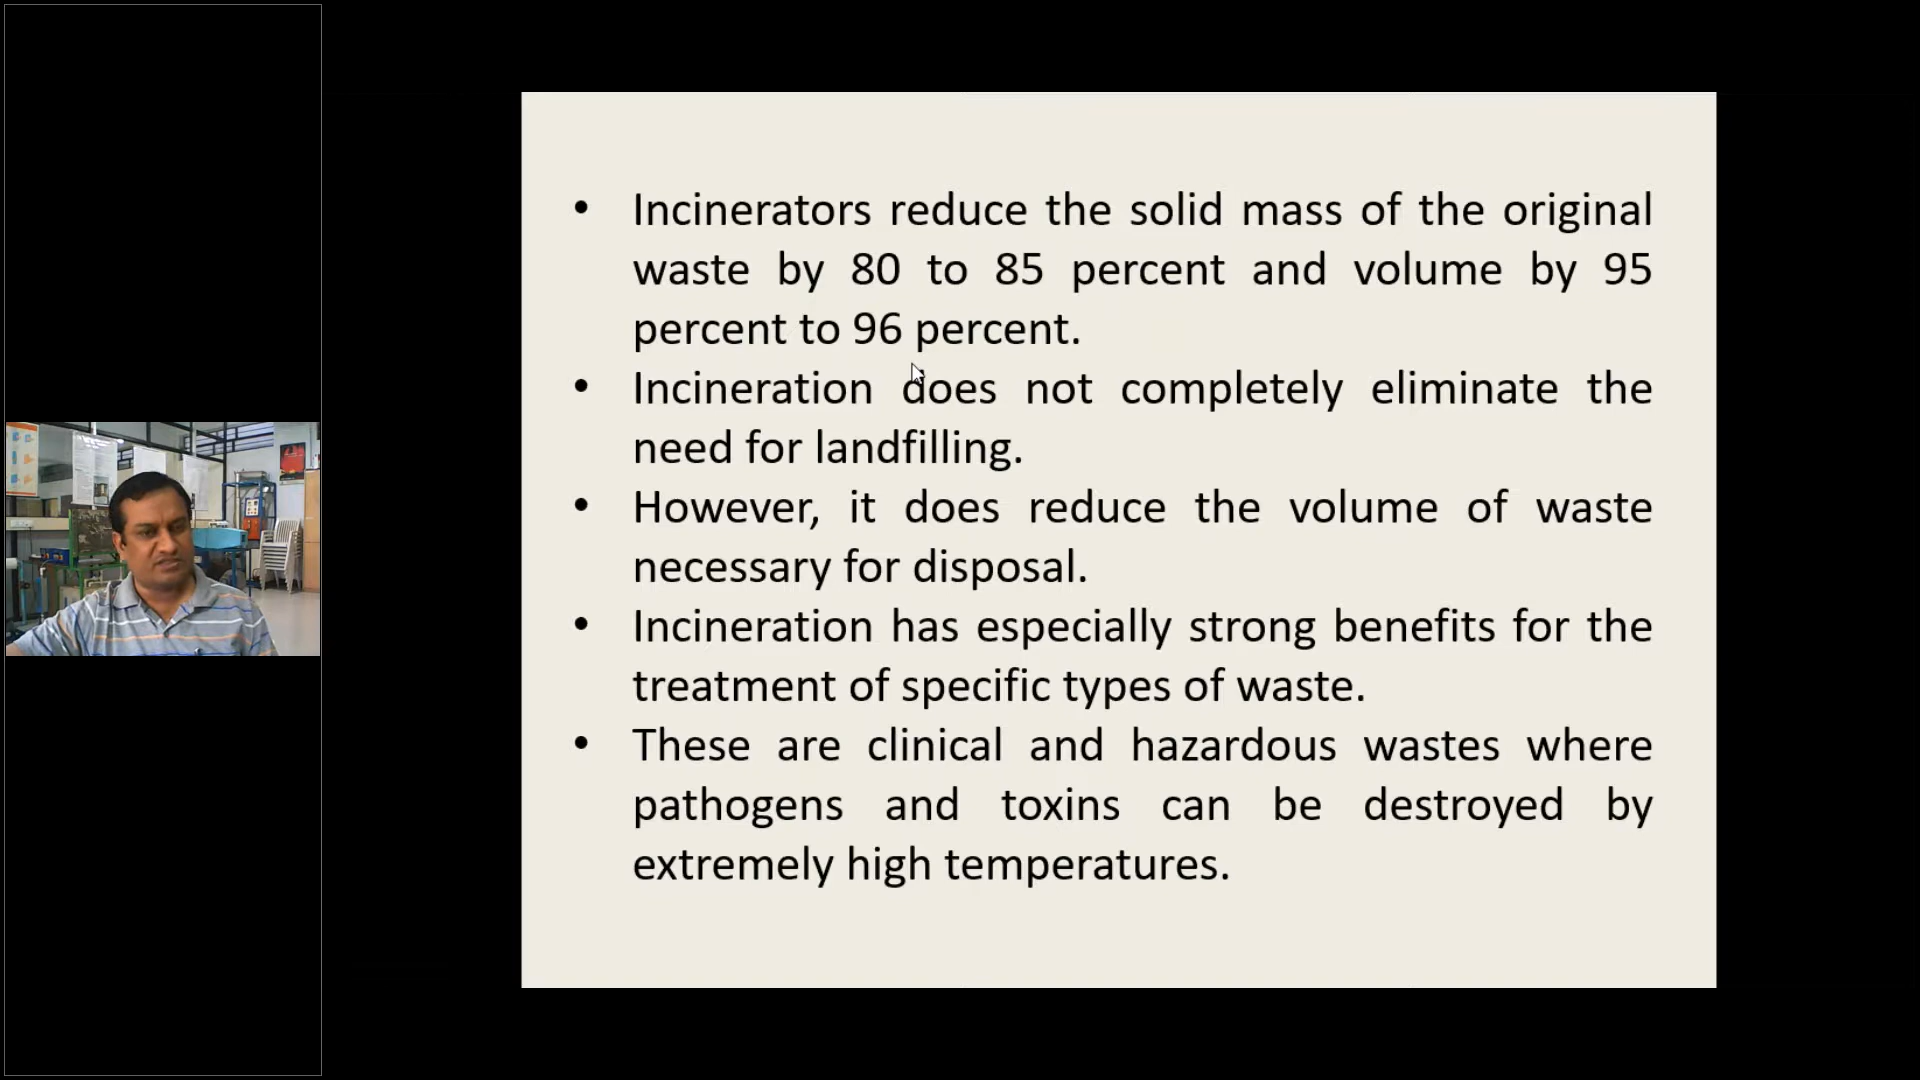 • Incinerators reduce the solid mass of the original
waste by 80 to 85 percent and volume by 95
percent to 96 percent.
• Incineration does not completely eliminate the
need for landfilling.
• However, it does reduce the volume of waste
necessary for disposal.
• Incineration has especially strong benefits for the
treatment of specific types of waste.
• These are clinical and hazardous wastes where
pathogens and toxins can be destroyed by
extremely high temperatures.